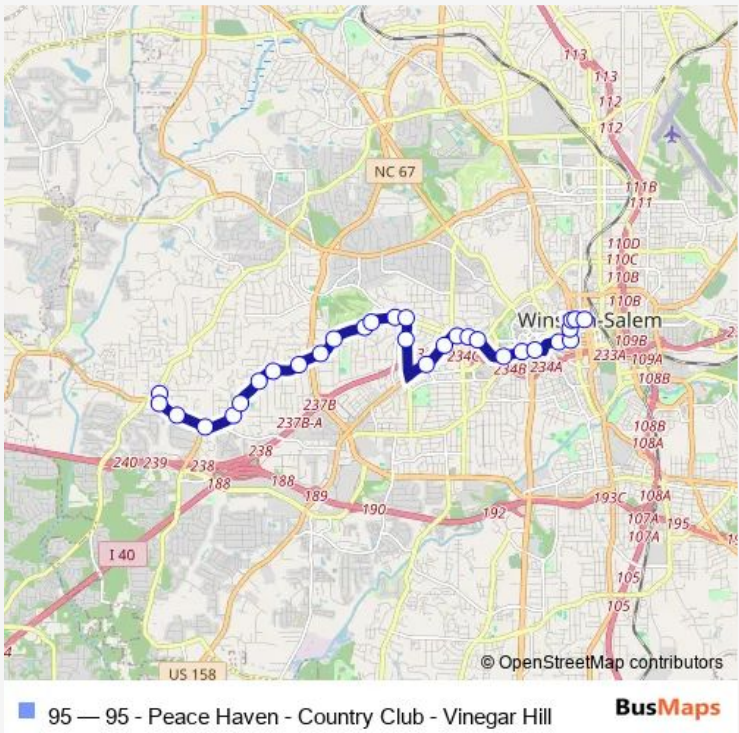 113
113
112
112
NC 67
111B
111
110D
110C
110B
110B
Winston-Salem
109B
233A
109A
234C
234B
234A
108B
237B
237B-A
108B
108A
240
239
238
238
188
188
189
190
192
193C
108A
107A
195
107A
I 40
105
105
4
US 158
© OpenStreetMap contributors
95 — 95 - Peace Haven - Country Club - Vinegar Hill
BusMaps